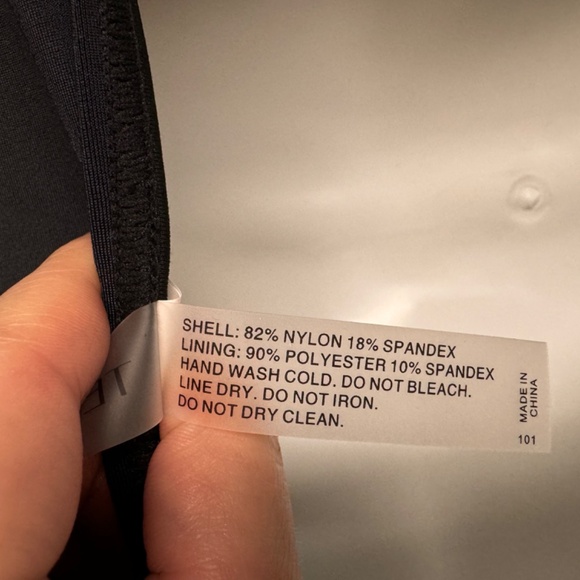 SHELL: 82% NYLON 18% SPANDEX
LINING: 90% POLYESTER 10% SPANDEX
HAND WASH COLD. DO NOT BLEACH.
LINE DRY. DO NOT IRON.
DO NOT DRY CLEAN.
MADE IN
CHINA
101